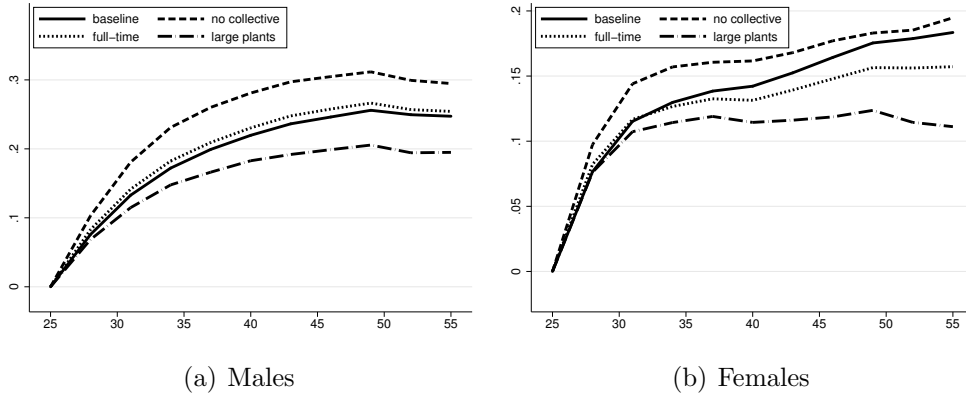 baseline no collective
full-time large plants
.3
.2
.1
0
25 30 35 40 45 50 55
(a) Males
baseline no collective
full-time large plants
.2
.15
.1
.05
0
25 30 35 40 45 50 55
(b) Females